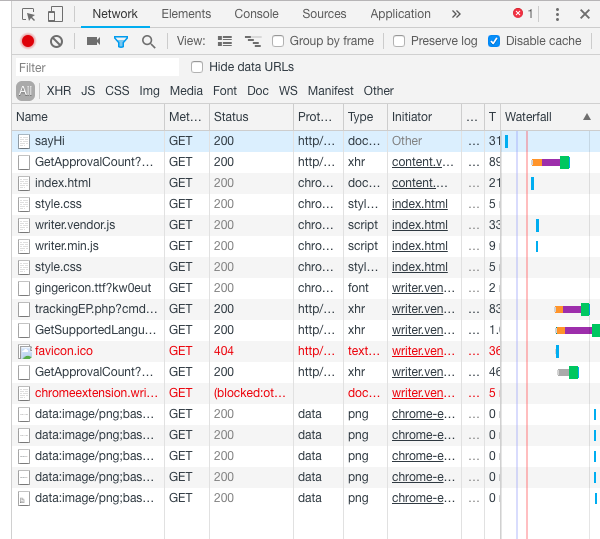 Network Elements Console Sources Application » 1
View: Group by frame Preserve log Disable cache
Filter Hide data URLs
All XHR JS CSS Img Media Font Doc WS Manifest Other
Name Met… Status Prot… Type Initiator … T Waterfall ▲
sayHi GET 200 http/… doc… Other … 31
GetApprovalCount?… GET 200 http/… xhr content.v… … 89
index.html GET 200 chro… doc… content.… … 21
style.css GET 200 chro… styl… index.html … 5
writer.vendor.js GET 200 chro… script index.html … 33
writer.min.js GET 200 chro… script index.html … 9
style.css GET 200 chro… styl… index.html … 5
gingericon.ttf?kw0eut GET 200 chro… font writer.ven… … 2
trackingEP.php?cmd… GET 200 http/… xhr writer.ven… … 83
GetSupportedLangu… GET 200 http/… xhr writer.ven… … 1.
favicon.ico GET 404 http/… text… writer.ven… … 36
GetApprovalCount?… GET 200 http/… xhr writer.ven… … 46
chromeextension.wri… GET (blocked:ot… doc… writer.ven… … 5
data:image/png;bas… GET 200 data png chrome-e… … 0
data:image/png;bas… GET 200 data png chrome-e… … 0
data:image/png;bas… GET 200 data png chrome-e… … 0
data:image/png;bas… GET 200 data png chrome-e… … 0
data:image/png;bas… GET 200 data png chrome-e… … 0